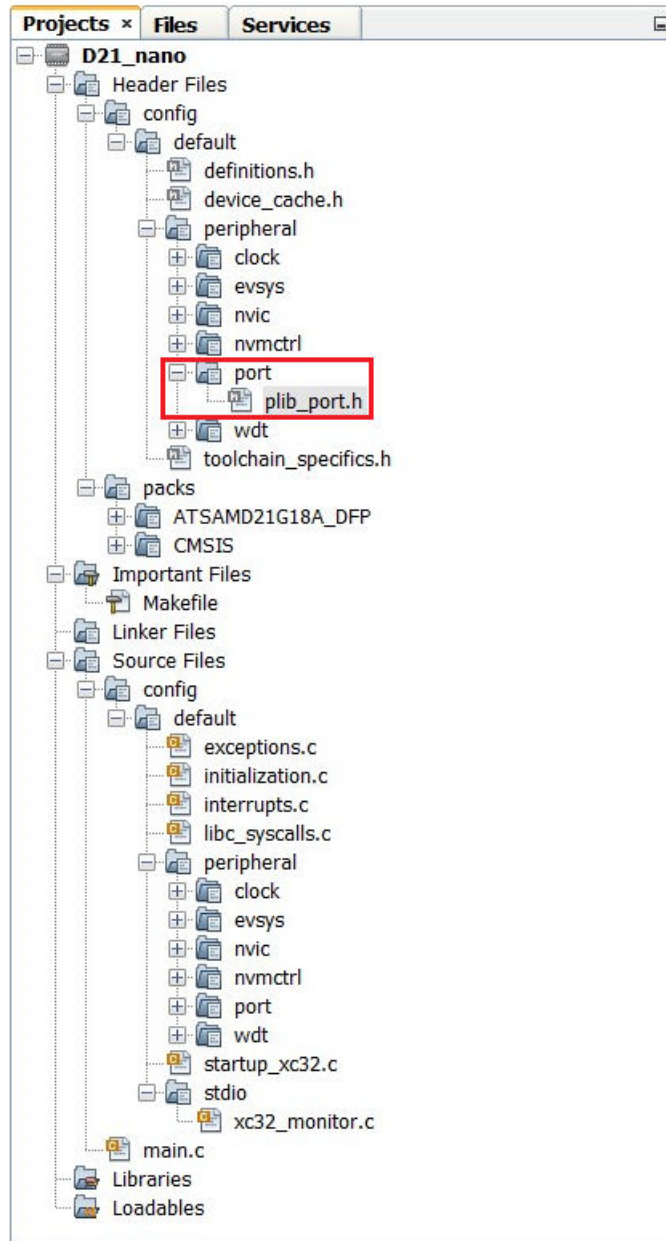 Projects × Files Services
D21_nano
Header Files
config
default
definitions.h
device_cache.h
peripheral
clock
evsys
nvic
nvmctrl
port
plib_port.h
wdt
toolchain_specifics.h
packs
ATSAMD21G18A_DFP
CMSIS
Important Files
Makefile
Linker Files
Source Files
config
default
exceptions.c
initialization.c
interrupts.c
libc_syscalls.c
peripheral
clock
evsys
nvic
nvmctrl
port
wdt
startup_xc32.c
stdio
xc32_monitor.c
main.c
Libraries
Loadables